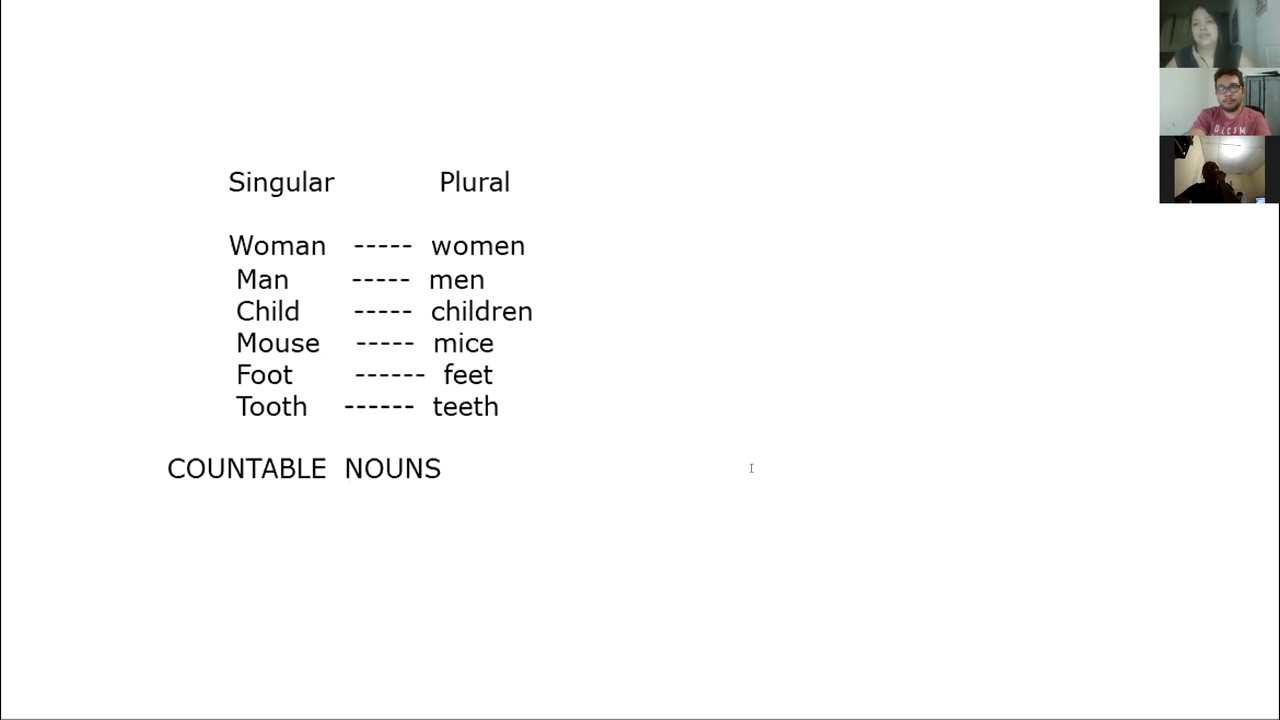 Singular Plural
Woman ----- women
Man ----- men
Child ----- children
Mouse ----- mice
Foot ------ feet
Tooth ------ teeth
COUNTABLE NOUNS